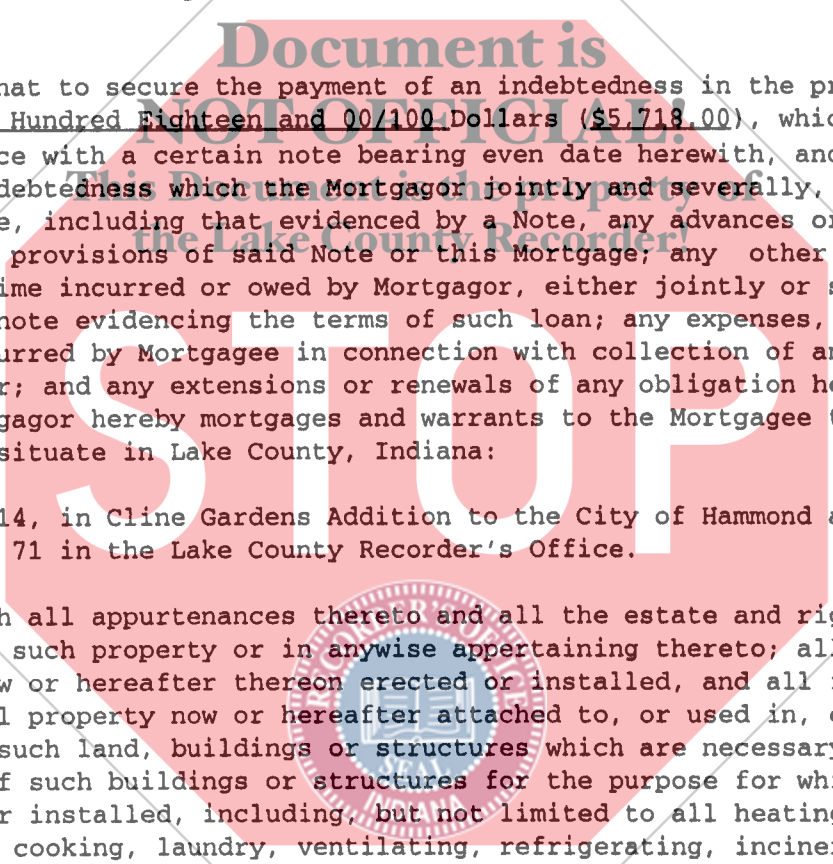 Document is
hat to secure the payment of an indebtedness in the pr
NOT OFFICIAL!
Hundred Eighteen and 00/100 Dollars ($5,718.00), whic
ce with a certain note bearing even date herewith, and
This Document is the property of
debtedness which the Mortgagor jointly and severally,
e, including that evidenced by a Note, any advances or
the Lake County Recorder!
provisions of said Note or this Mortgage; any other
ime incurred or owed by Mortgagor, either jointly or s
note evidencing the terms of such loan; any expenses,
urred by Mortgagee in connection with collection of an
r; and any extensions or renewals of any obligation he
gagor hereby mortgages and warrants to the Mortgagee t
situate in Lake County, Indiana:
STOP
14, in Cline Gardens Addition to the City of Hammond a
71 in the Lake County Recorder's Office.
h all appurtenances thereto and all the estate and rig
such property or in anywise appertaining thereto; all
w or hereafter thereon erected or installed, and all
l property now or hereafter attached to, or used in,
such land, buildings or structures which are necessary
f such buildings or structures for the purpose for whi
r installed, including, but not limited to all heating
cooking, laundry, ventilating, refrigerating, incine
RECORDER'S OFFICE
SEAL
INDIANA